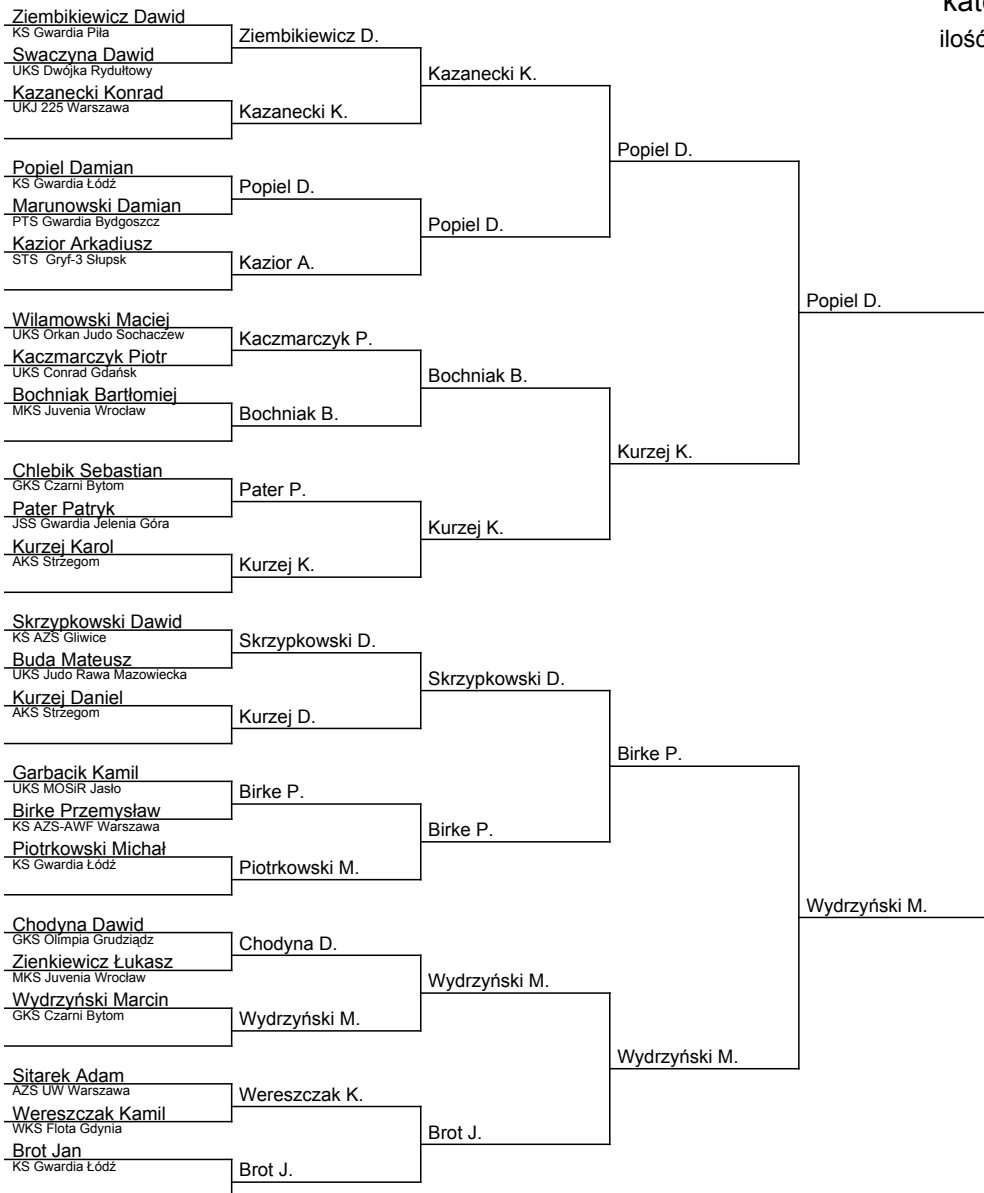 kate
ilość
Ziembikiewicz Dawid
KS Gwardia Piła
Swaczyna Dawid
UKS Dwójka Rydułtowy
Kazanecki Konrad
UKJ 225 Warszawa
Popiel Damian
KS Gwardia Łódź
Marunowski Damian
PTS Gwardia Bydgoszcz
Kazior Arkadiusz
STS Gryf-3 Słupsk
Wilamowski Maciej
UKS Orkan Judo Sochaczew
Kaczmarczyk Piotr
UKS Conrad Gdańsk
Bochniak Bartłomiej
MKS Juvenia Wrocław
Chlebik Sebastian
GKS Czarni Bytom
Pater Patryk
JSS Gwardia Jelenia Góra
Kurzej Karol
AKS Strzegom
Skrzypkowski Dawid
KS AZS Gliwice
Buda Mateusz
UKS Judo Rawa Mazowiecka
Kurzej Daniel
AKS Strzegom
Garbacik Kamil
UKS MOSiR Jasło
Birke Przemysław
KS AZS-AWF Warszawa
Piotrkowski Michał
KS Gwardia Łódź
Chodyna Dawid
GKS Olimpia Grudziądz
Zienkiewicz Łukasz
MKS Juvenia Wrocław
Wydrzyński Marcin
GKS Czarni Bytom
Sitarek Adam
AZS UW Warszawa
Wereszczak Kamil
WKS Flota Gdynia
Brot Jan
KS Gwardia Łódź
Ziembikiewicz D.
Kazanecki K.
Popiel D.
Kazior A.
Kaczmarczyk P.
Bochniak B.
Pater P.
Kurzej K.
Skrzypkowski D.
Kurzej D.
Birke P.
Piotrkowski M.
Chodyna D.
Wydrzyński M.
Wereszczak K.
Brot J.
Kazanecki K.
Popiel D.
Bochniak B.
Kurzej K.
Skrzypkowski D.
Birke P.
Wydrzyński M.
Brot J.
Popiel D.
Kurzej K.
Birke P.
Wydrzyński M.
Popiel D.
Wydrzyński M.